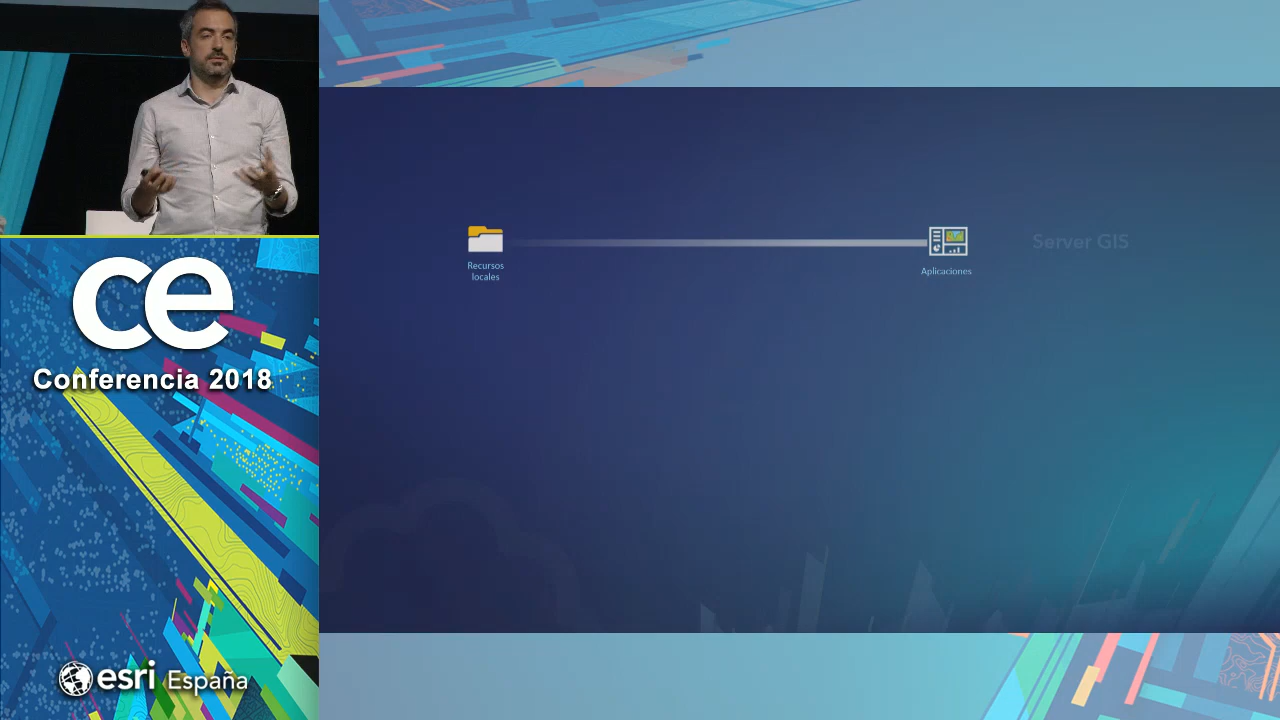 ce
Conferencia 2018
esri España
Recursos
locales
Aplicaciones
Server GIS